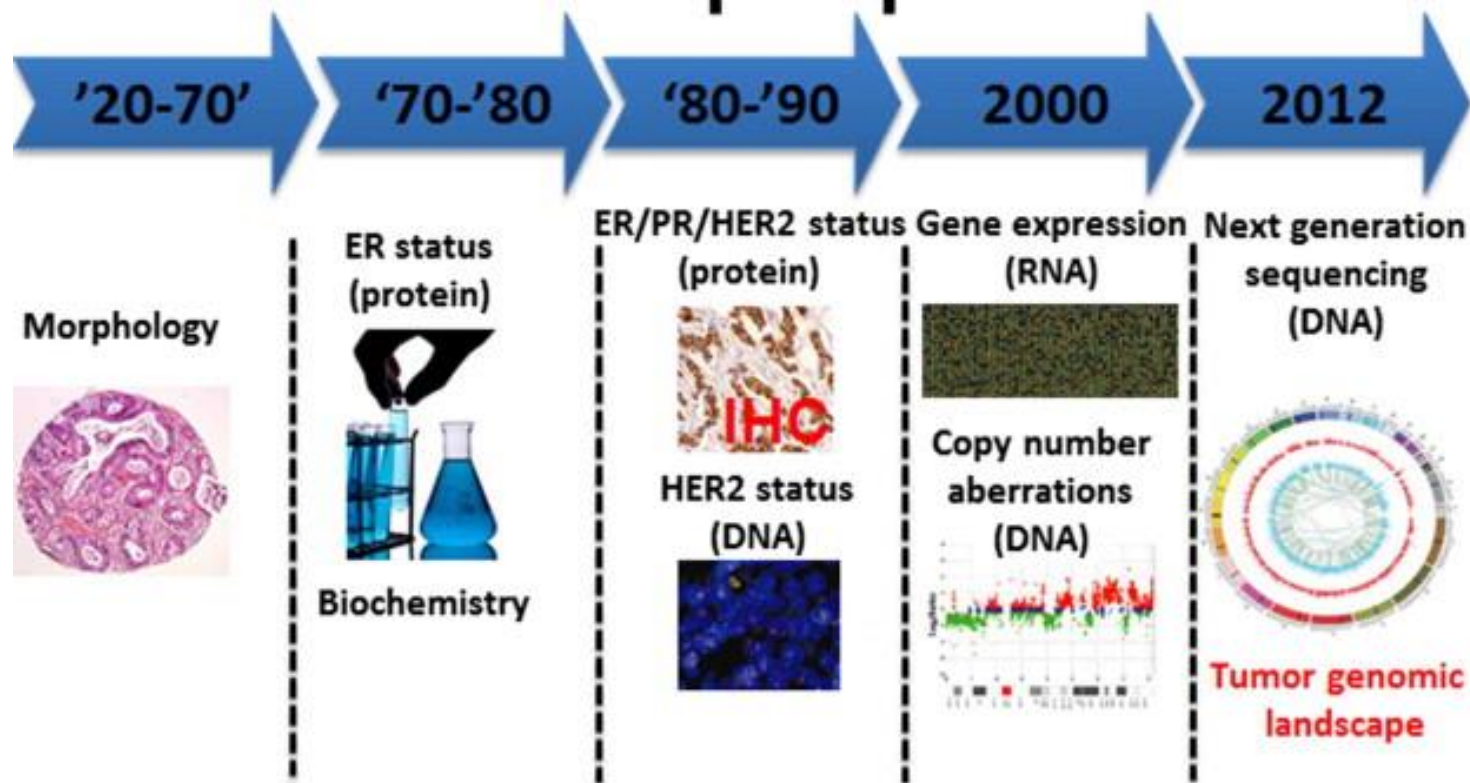 ’20-70’
‘70-’80
‘80-’90
2000
2012
Morphology
ER status
(protein)
Biochemistry
ER/PR/HER2 status
(protein)
IHC
HER2 status
(DNA)
Gene expression
(RNA)
Copy number
aberrations
(DNA)
Next generation
sequencing
(DNA)
Tumor genomic
landscape